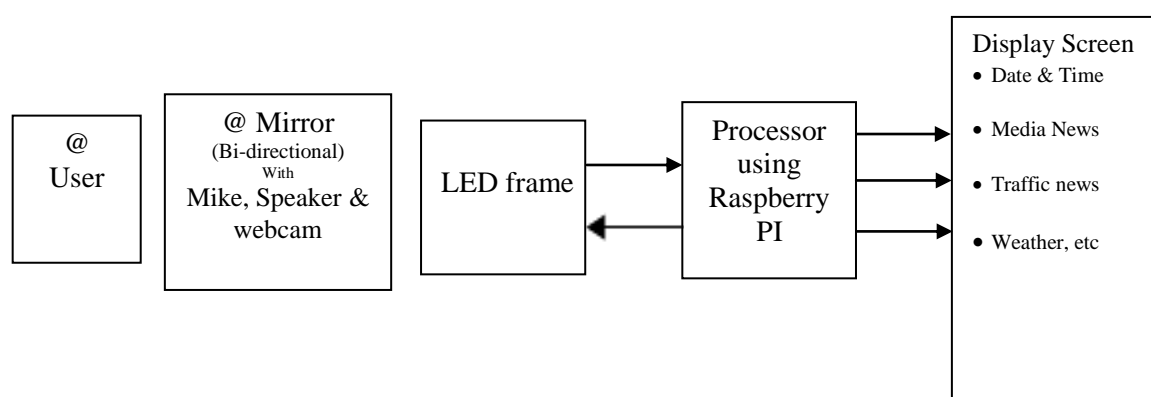 @
User
@ Mirror
(Bi-directional)
With
Mike, Speaker &
webcam
LED frame
Processor
using
Raspberry
PI
Display Screen
• Date & Time
• Media News
• Traffic news
• Weather, etc